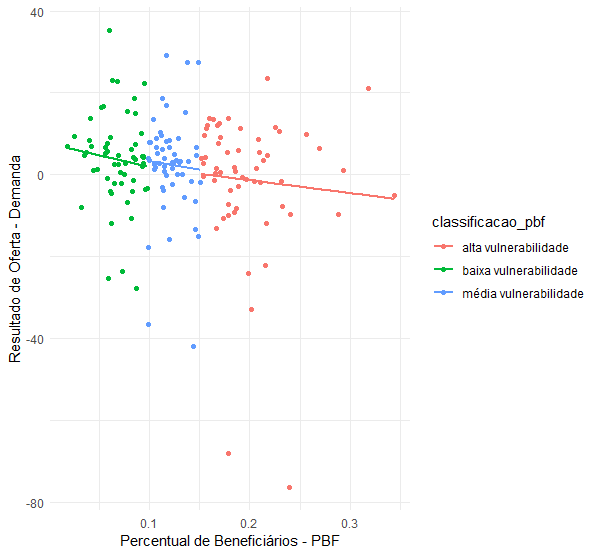 40
0
-40
-80
Resultado de Oferta - Demanda
0.1
0.2
0.3
Percentual de Beneficiários - PBF
classificacao_pbf
alta vulnerabilidade
baixa vulnerabilidade
média vulnerabilidade